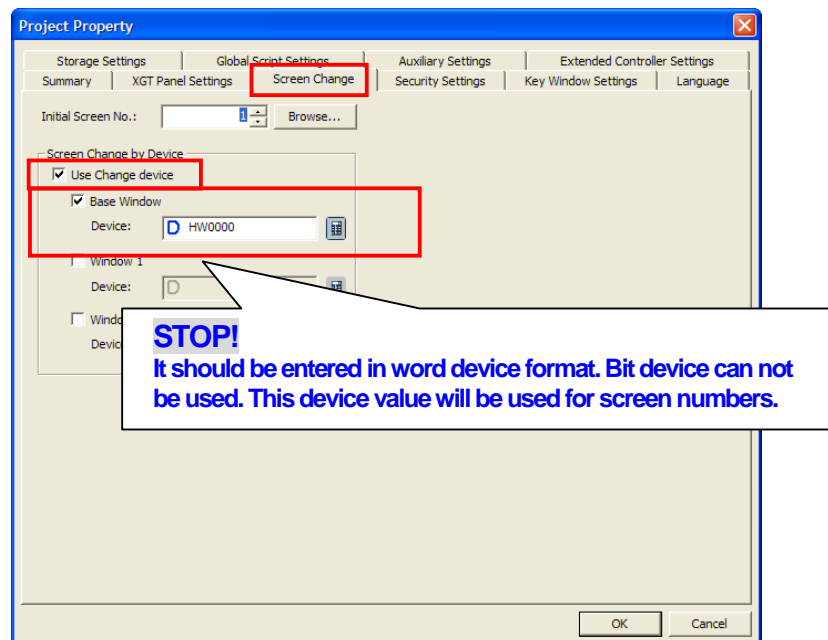 Project Property
Storage Settings Global Script Settings Auxiliary Settings Extended Controller Settings
Summary XGT Panel Settings Screen Change Security Settings Key Window Settings Language
Initial Screen No.: 1 Browse...
Screen Change by Device
Use Change device
Base Window
Device: D HW0000
Window 1
Device: D
STOP!
It should be entered in word device format. Bit device can not
be used. This device value will be used for screen numbers.
OK Cancel